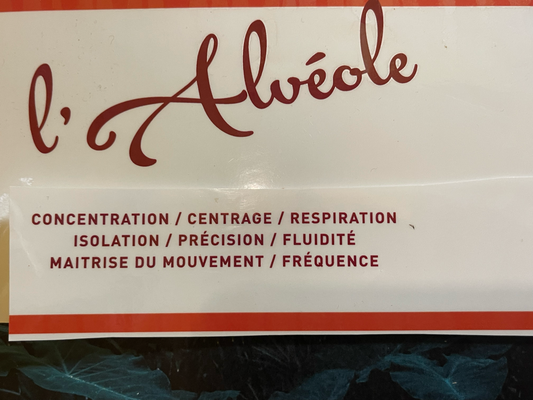 l'Alvéole
CONCENTRATION / CENTRAGE / RESPIRATION
ISOLATION / PRÉCISION / FLUIDITÉ
MAITRISE DU MOUVEMENT / FRÉQUENCE